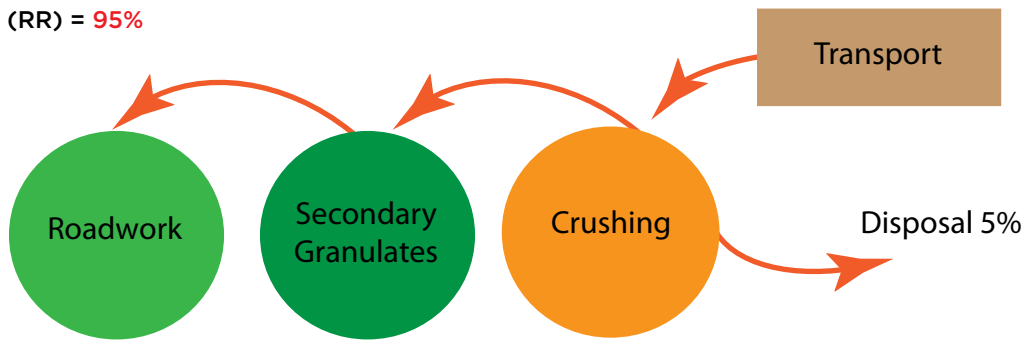 (RR) = 95%
Transport
Roadwork
Secondary
Granulates
Crushing
Disposal 5%